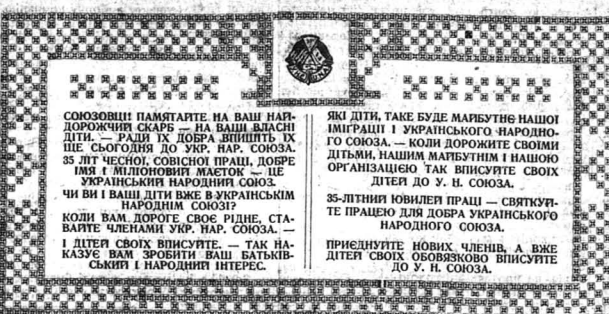 СОЮЗОВЦІ! ПАМЯТАЙТЕ НА ВАШ НАЙ-
ДОРОЖЧИЙ СКАРБ — НА ВАШІ ВЛАСНІ
ДІТИ. — РАДИ ЇХ ДОБРА ВПИШІТЬ ЇХ
ЩЕ СЬОГОДНЯ ДО УКР. НАР. СОЮЗА.
35 ЛІТ ЧЕСНОЇ, СОВІСНОЇ ПРАЦІ, ДОБРЕ
ІМЯ І МІЛІОНОВИЙ МАЄТОК — ЦЕ
УКРАЇНСЬКИЙ НАРОДНИЙ СОЮЗ.
ЧИ ВИ І ВАШІ ДІТИ ВЖЕ В УКРАЇНСЬКІМ
НАРОДНІМ СОЮЗІ?
КОЛИ ВАМ ДОРОГЕ СВОЄ РІДНЕ, СТА-
ВАЙТЕ ЧЛЕНАМИ УКР. НАР. СОЮЗА. —
І ДІТЕЙ СВОЇХ ВПИСУЙТЕ. — ТАК НА-
КАЗУЄ ВАМ ЗРОБИТИ ВАШ БАТЬКІВ-
СЬКИЙ І НАРОДНИЙ ІНТЕРЕС.
ЯКІ ДІТИ, ТАКЕ БУДЕ МАЙБУТНЄ НАШОЇ
ІМІҐРАЦІЇ І УКРАЇНСЬКОГО НАРОДНО-
ГО СОЮЗА. — КОЛИ ДОРОЖИТЕ СВОЇМИ
ДІТЬМИ, НАШИМ МАЙБУТНІМ І НАШОЮ
ОРҐАНІЗАЦІЄЮ ТАК ВПИСУЙТЕ СВОЇХ
ДІТЕЙ ДО У. Н. СОЮЗА.
35-ЛІТНИЙ ЮВИЛЕЙ ПРАЦІ — СВЯТКУЙ-
ТЕ ПРАЦЕЮ ДЛЯ ДОБРА УКРАЇНСЬКОГО
НАРОДНОГО СОЮЗА.
ПРИЄДНУЙТЕ НОВИХ ЧЛЕНІВ, А ВЖЕ
ДІТЕЙ СВОЇХ ОБОВЯЗКОВО ВПИСУЙТЕ
ДО У. Н. СОЮЗА.